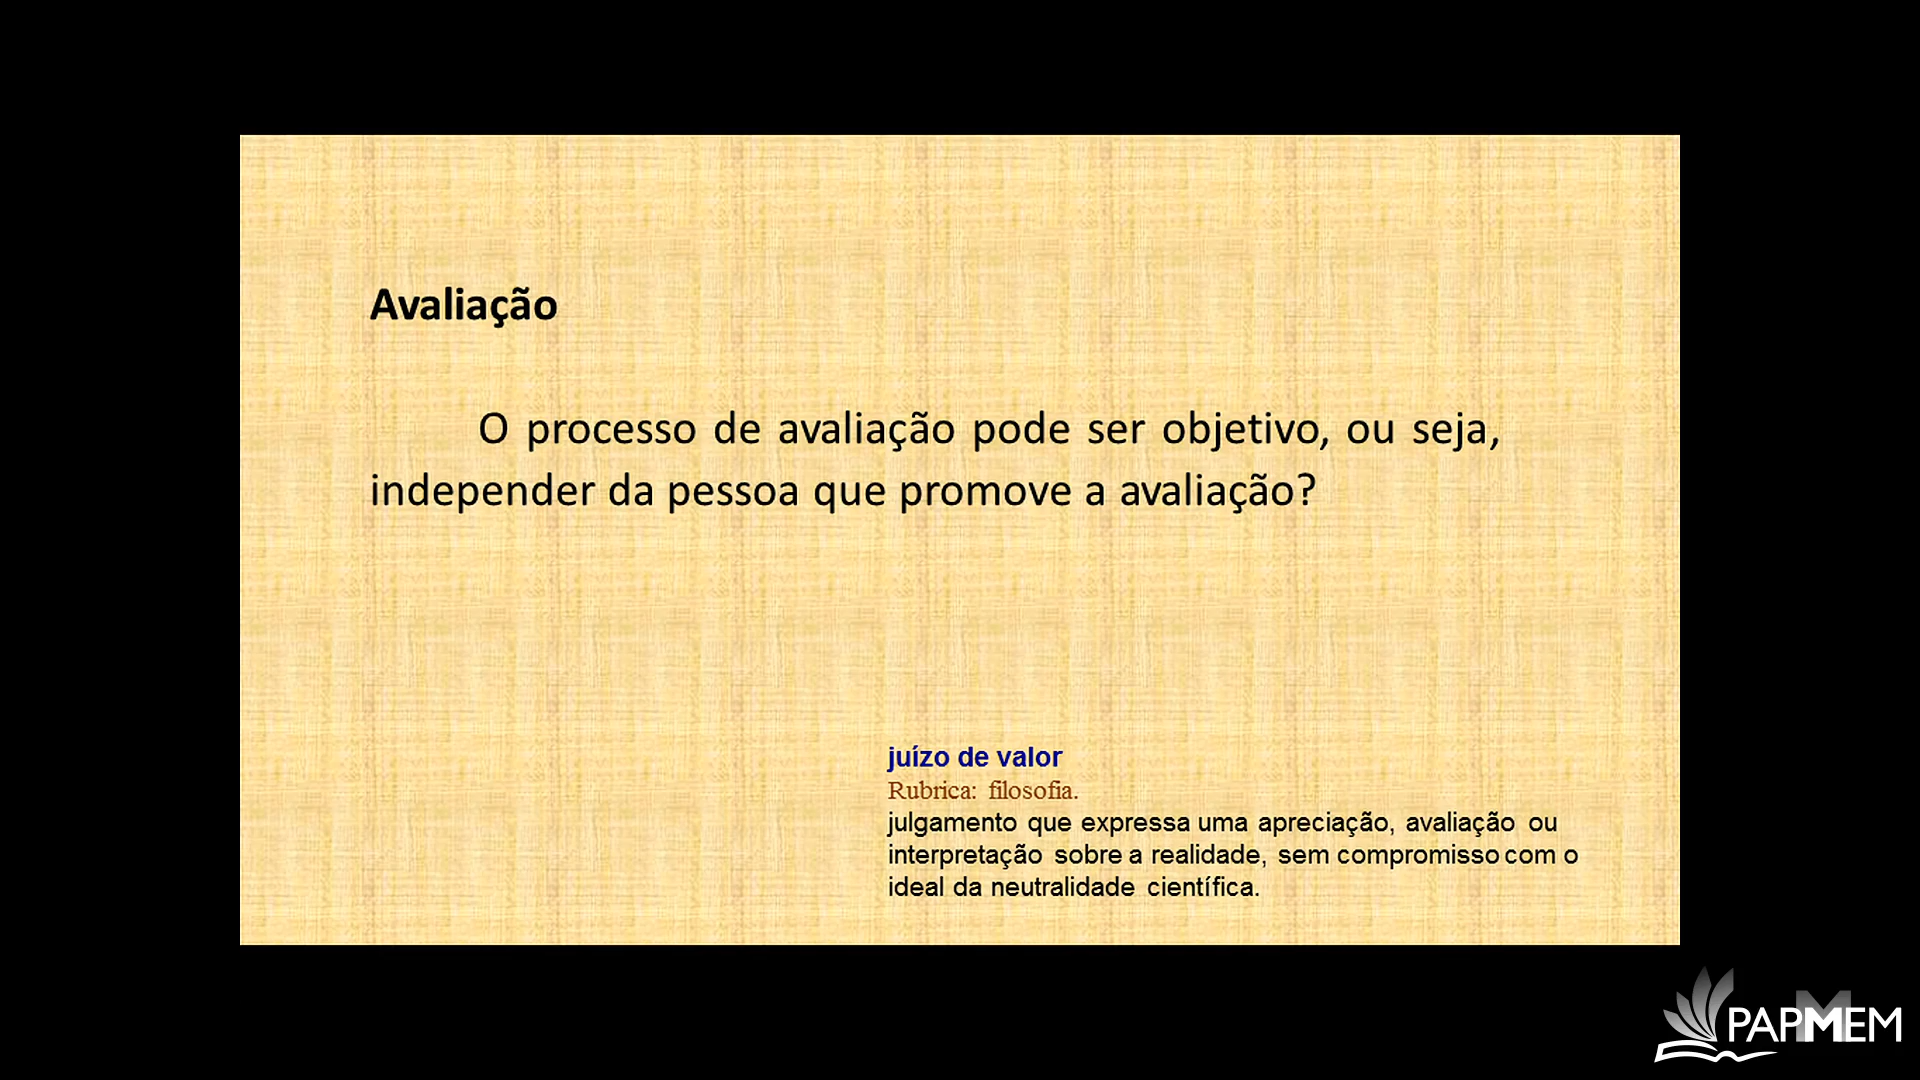 Avaliação
O processo de avaliação pode ser objetivo, ou seja,
independer da pessoa que promove a avaliação?
juízo de valor
Rubrica: filosofia.
julgamento que expressa uma apreciação, avaliação ou
interpretação sobre a realidade, sem compromisso com o
ideal da neutralidade científica.
PAPMEM